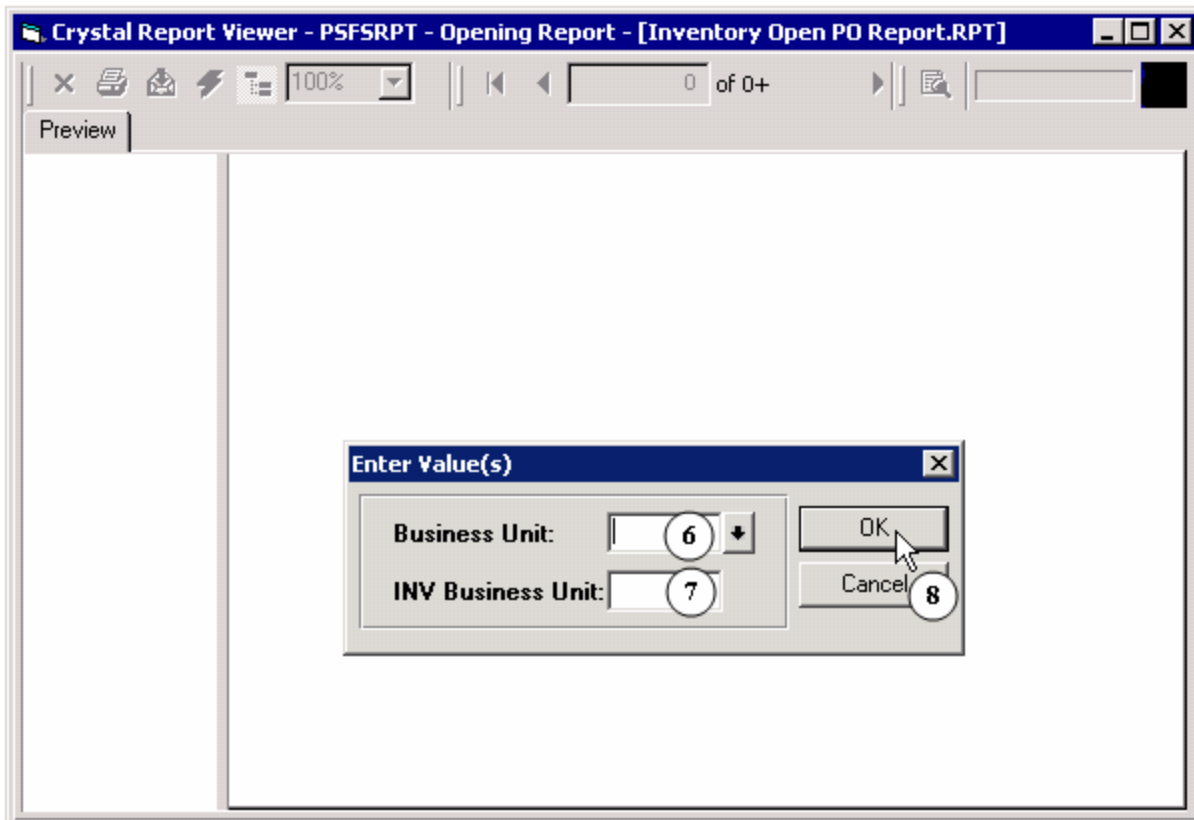 Crystal Report Viewer - PSFSRPT - Opening Report - [Inventory Open PO Report.RPT]
100% 0 of 0+
Preview
Enter Value(s)
Business Unit: 6 OK
INV Business Unit: 7 Cancel 8